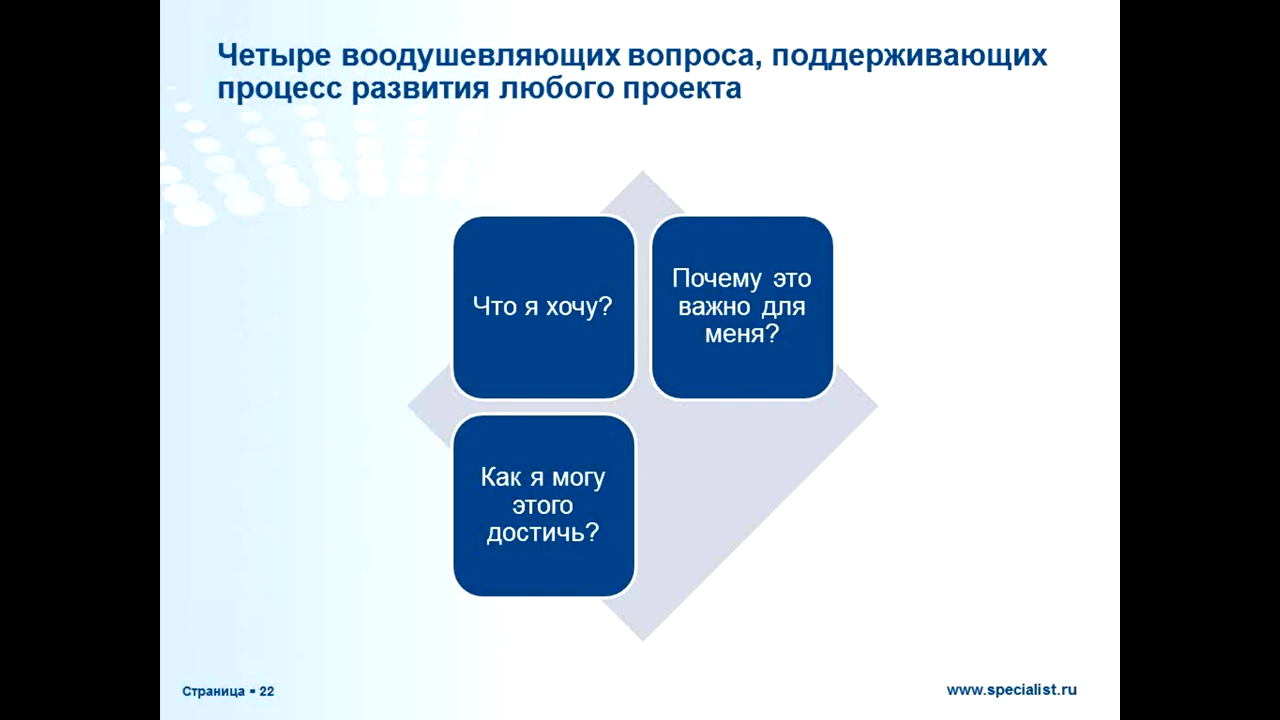 Четыре воодушевляющих вопроса, поддерживающих
процесс развития любого проекта
Что я хочу?
Почему это
важно для
меня?
Как я могу
этого
достичь?
Страница ▪ 22
www.specialist.ru